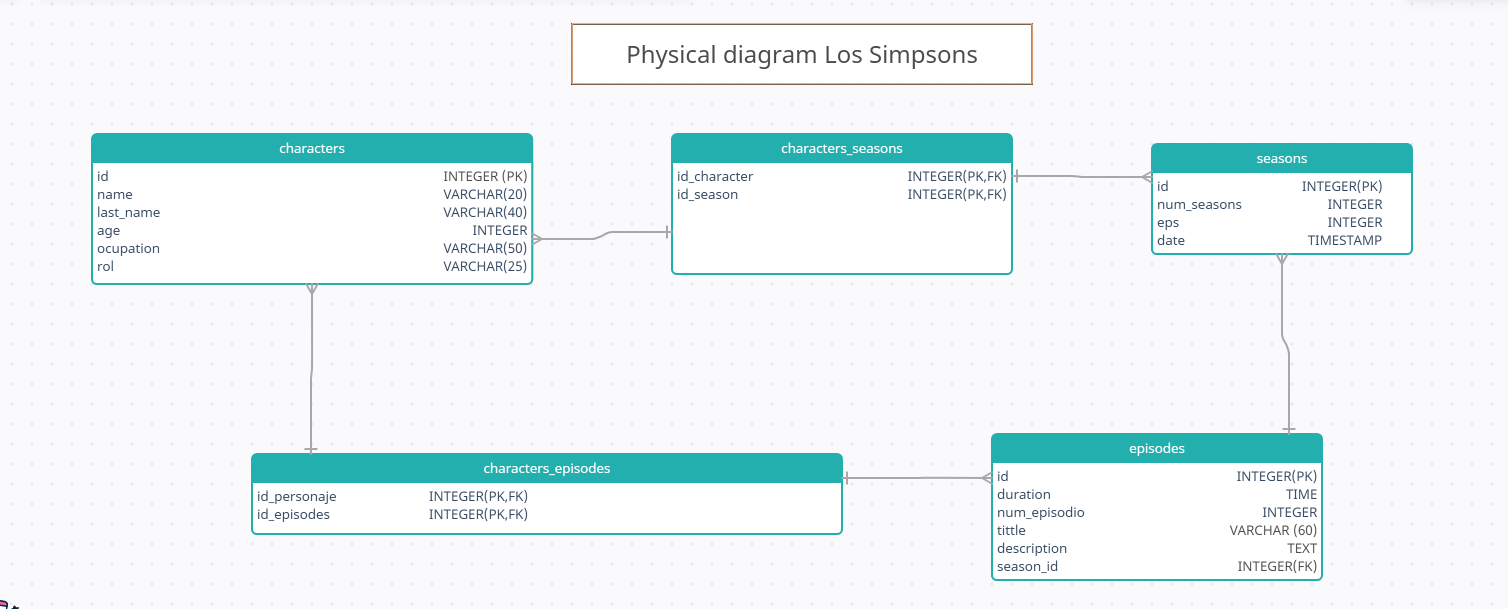 Physical diagram Los Simpsons
characters
id INTEGER (PK)
name VARCHAR(20)
last_name VARCHAR(40)
age INTEGER
ocupation VARCHAR(50)
rol VARCHAR(25)
characters_seasons
id_character INTEGER(PK,FK)
id_season INTEGER(PK,FK)
seasons
id INTEGER(PK)
num_seasons INTEGER
eps INTEGER
date TIMESTAMP
characters_episodes
id_personaje INTEGER(PK,FK)
id_episodes INTEGER(PK,FK)
episodes
id INTEGER(PK)
duration TIME
num_episodio INTEGER
tittle VARCHAR (60)
description TEXT
season_id INTEGER(FK)